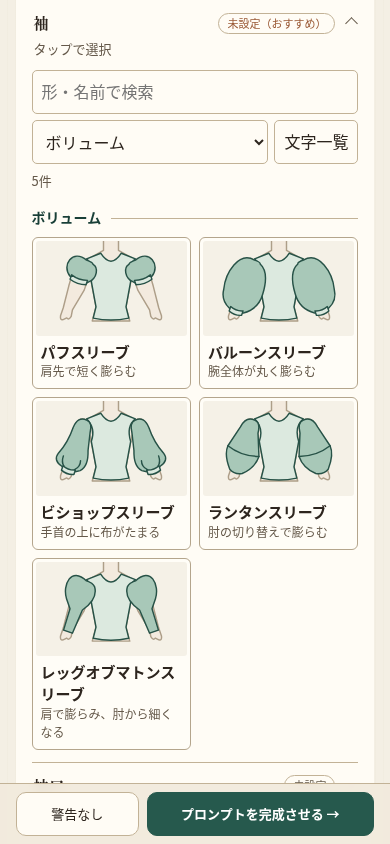 袖
未設定（おすすめ）
タップで選択
形・名前で検索
ボリューム
文字一覧
5件
ボリューム
パフスリーブ
肩先で短く膨らむ
バルーンスリーブ
腕全体が丸く膨らむ
ビショップスリーブ
手首の上に布がたまる
ランタンスリーブ
肘の切り替えで膨らむ
レッグオブマトンス
リーブ
肩で膨らみ、肘から細く
なる
警告なし
プロンプトを完成させる →